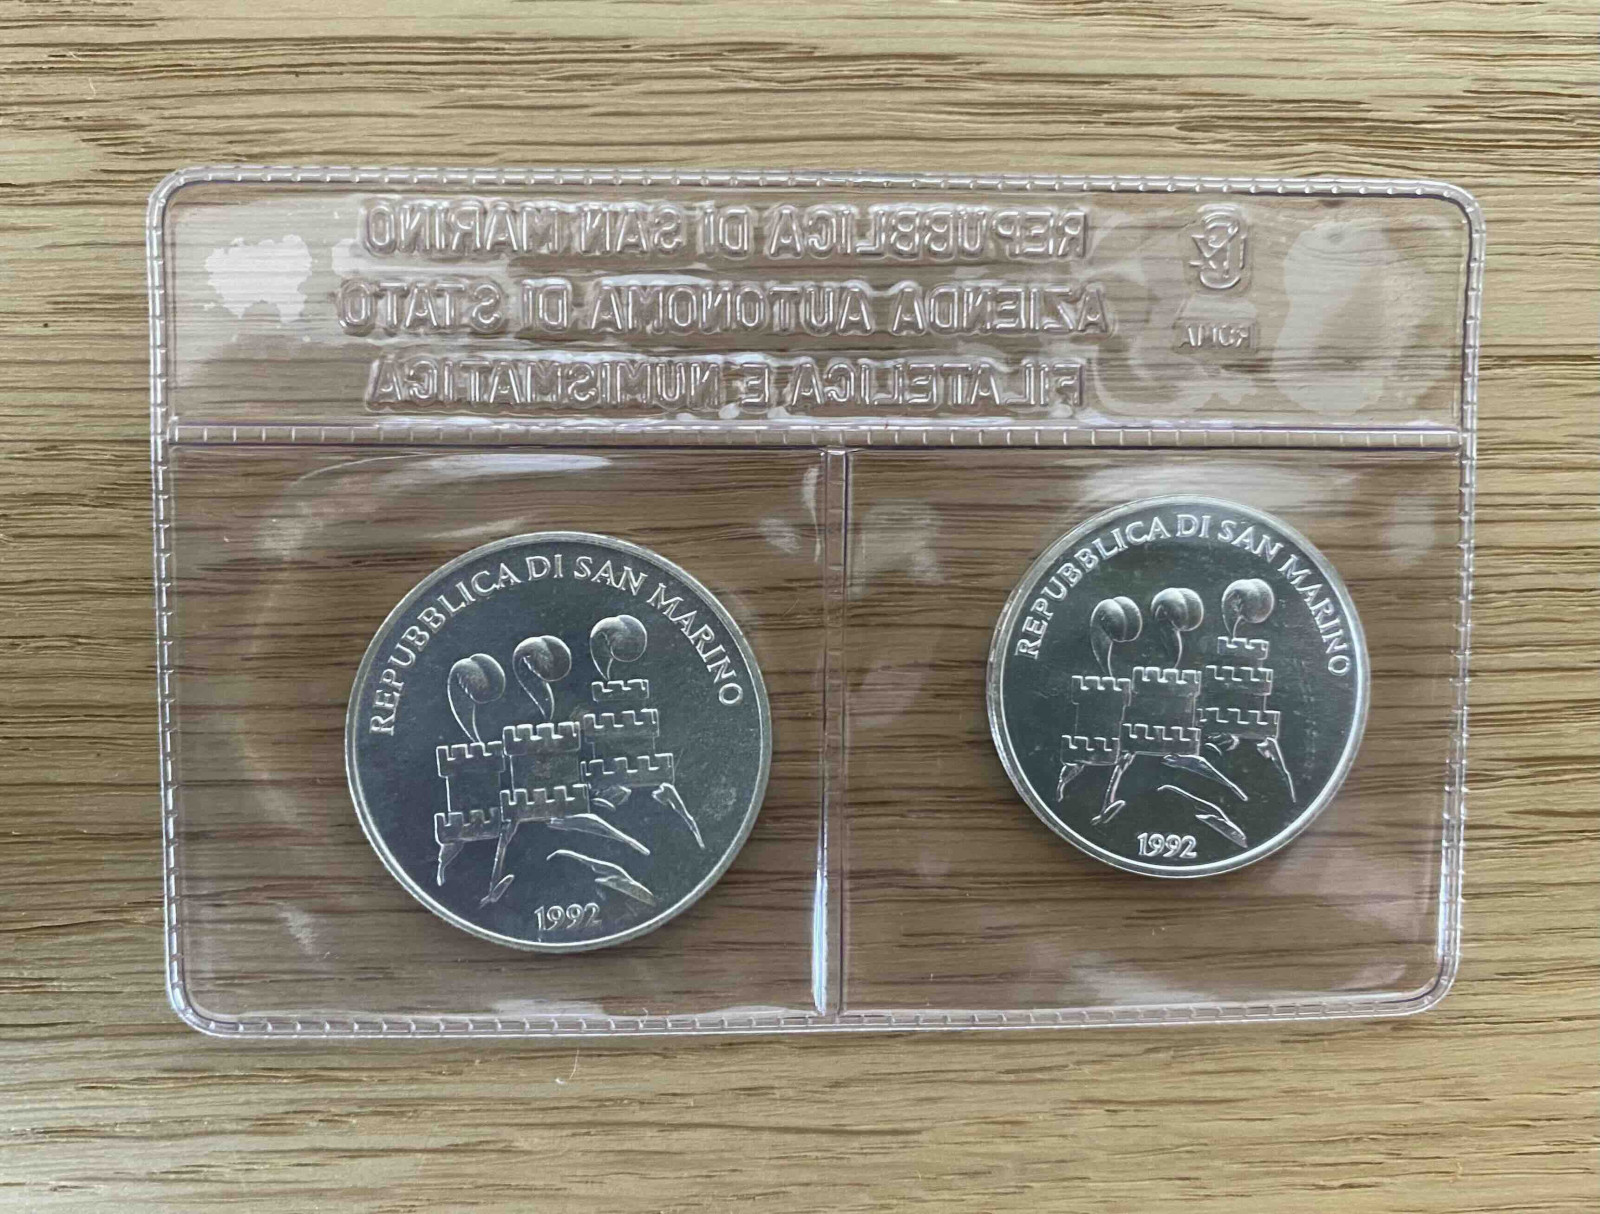 REPUBBLICA DI SAN MARINO
AZIENDA AUTONOMA DI STATO
FILATELICA E NUMISMATICA
ROMA
REPUBBLICA DI SAN MARINO
1992
REPUBBLICA DI SAN MARINO
1992